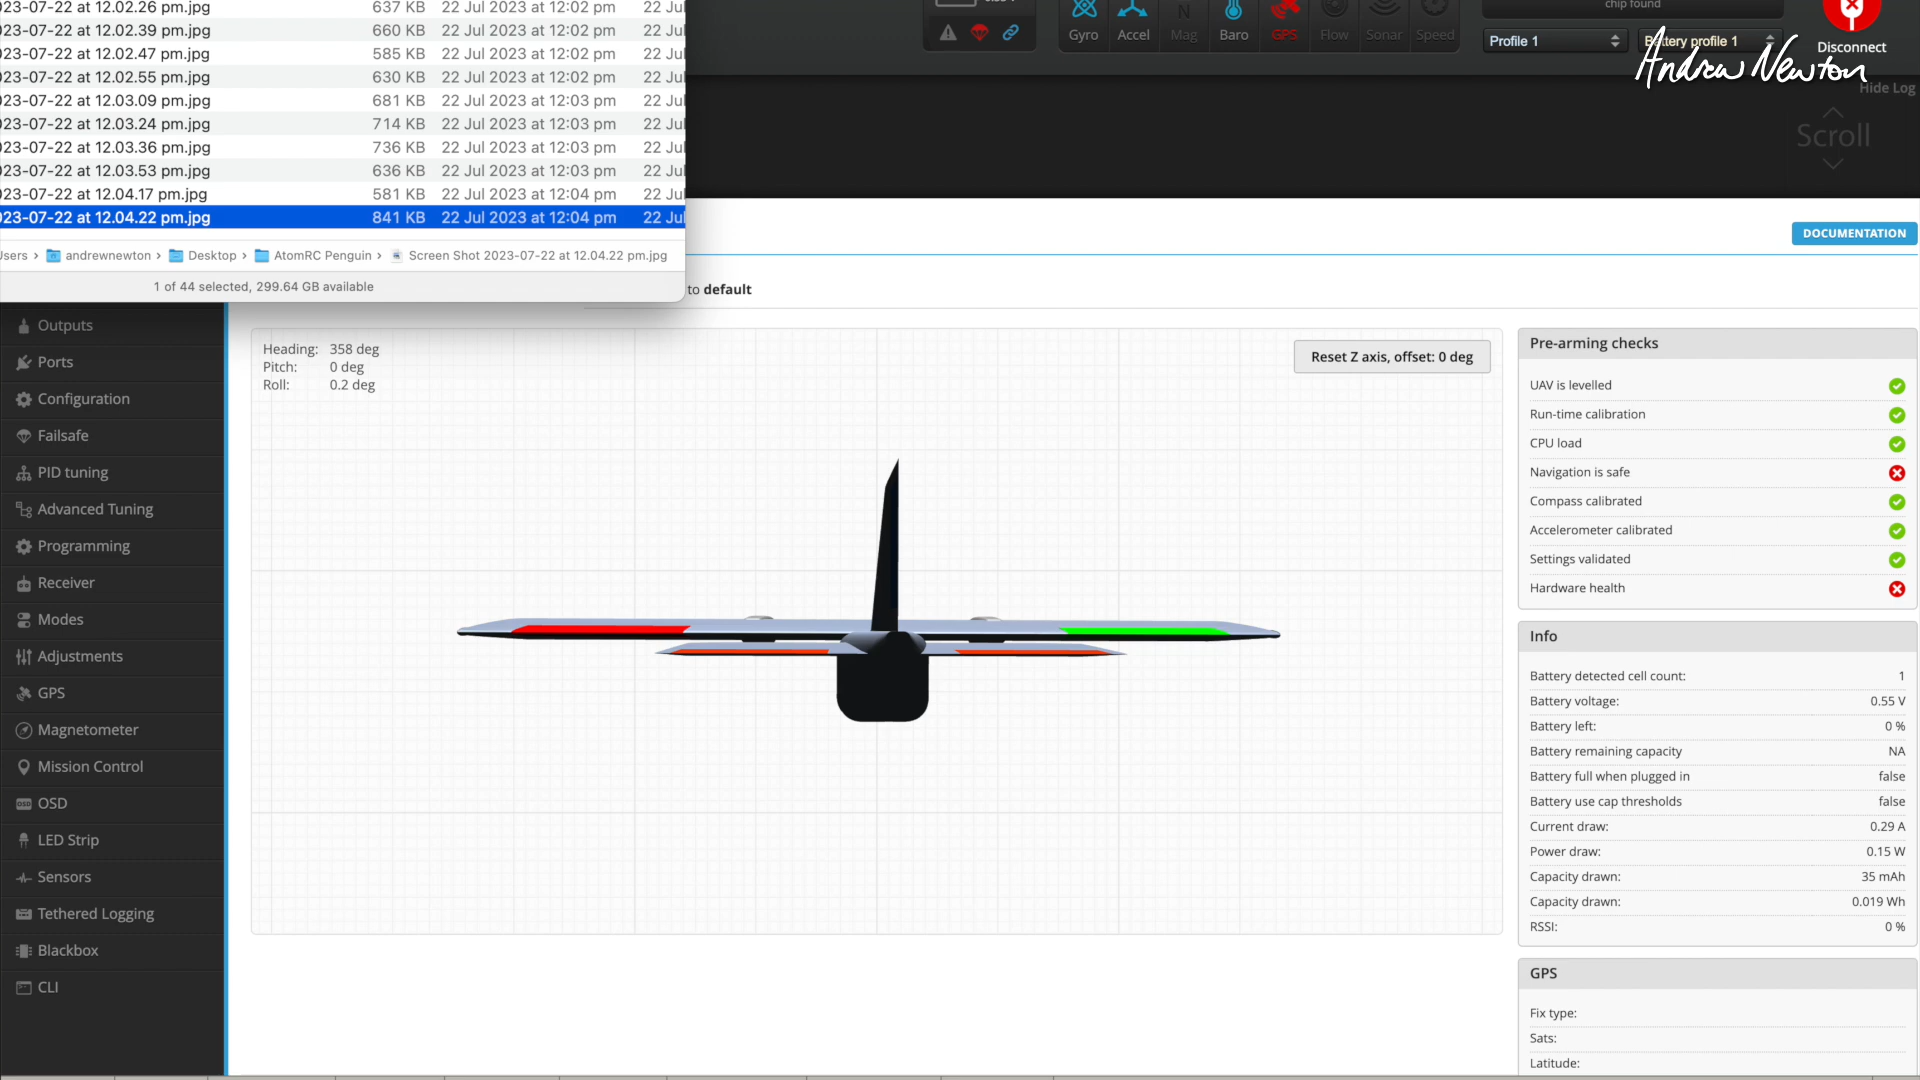 23-07-22 at 12.02.26 pm.jpg 637 KB 22 Jul 2023 at 12:02 pm 22 Jul
23-07-22 at 12.02.39 pm.jpg 660 KB 22 Jul 2023 at 12:02 pm 22 Jul
23-07-22 at 12.02.47 pm.jpg 585 KB 22 Jul 2023 at 12:02 pm 22 Jul
23-07-22 at 12.02.55 pm.jpg 630 KB 22 Jul 2023 at 12:02 pm 22 Jul
23-07-22 at 12.03.09 pm.jpg 681 KB 22 Jul 2023 at 12:03 pm 22 Jul
23-07-22 at 12.03.24 pm.jpg 714 KB 22 Jul 2023 at 12:03 pm 22 Jul
23-07-22 at 12.03.36 pm.jpg 736 KB 22 Jul 2023 at 12:03 pm 22 Jul
23-07-22 at 12.03.53 pm.jpg 636 KB 22 Jul 2023 at 12:03 pm 22 Jul
23-07-22 at 12.04.17 pm.jpg 581 KB 22 Jul 2023 at 12:04 pm 22 Jul
23-07-22 at 12.04.22 pm.jpg 841 KB 22 Jul 2023 at 12:04 pm 22 Jul
sers › andrewnewton › Desktop › AtomRC Penguin › Screen Shot 2023-07-22 at 12.04.22 pm.jpg
1 of 44 selected, 299.64 GB available
Gyro Accel Mag Baro GPS Flow Sonar Speed
chip found
Profile 1
Battery profile 1
Disconnect
Andrew Newton
Hide Log
Scroll
DOCUMENTATION
to default
Outputs
Ports
Configuration
Failsafe
PID tuning
Advanced Tuning
Programming
Receiver
Modes
Adjustments
GPS
Magnetometer
Mission Control
OSD
LED Strip
Sensors
Tethered Logging
Blackbox
CLI
Heading: 358 deg
Pitch: 0 deg
Roll: 0.2 deg
Reset Z axis, offset: 0 deg
Pre-arming checks
UAV is levelled
Run-time calibration
CPU load
Navigation is safe
Compass calibrated
Accelerometer calibrated
Settings validated
Hardware health
Info
Battery detected cell count: 1
Battery voltage: 0.55 V
Battery left: 0 %
Battery remaining capacity NA
Battery full when plugged in false
Battery use cap thresholds false
Current draw: 0.29 A
Power draw: 0.15 W
Capacity drawn: 35 mAh
Capacity drawn: 0.019 Wh
RSSI: 0 %
GPS
Fix type:
Sats:
Latitude: